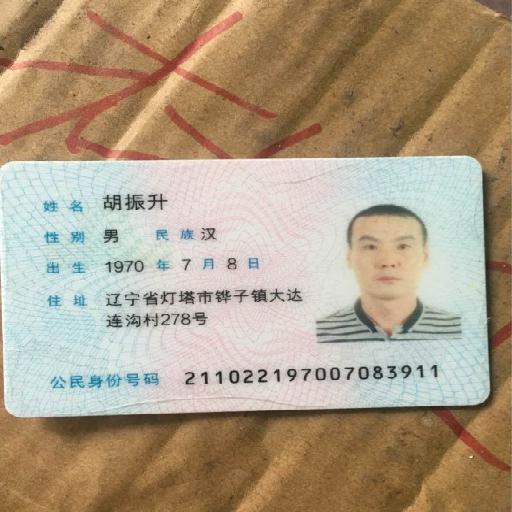 姓名 胡振升
性别 男 民族 汉
出生 1970 年 7 月 8 日
住址 辽宁省灯塔市铧子镇大达
连沟村278号
公民身份号码 211022197007083911